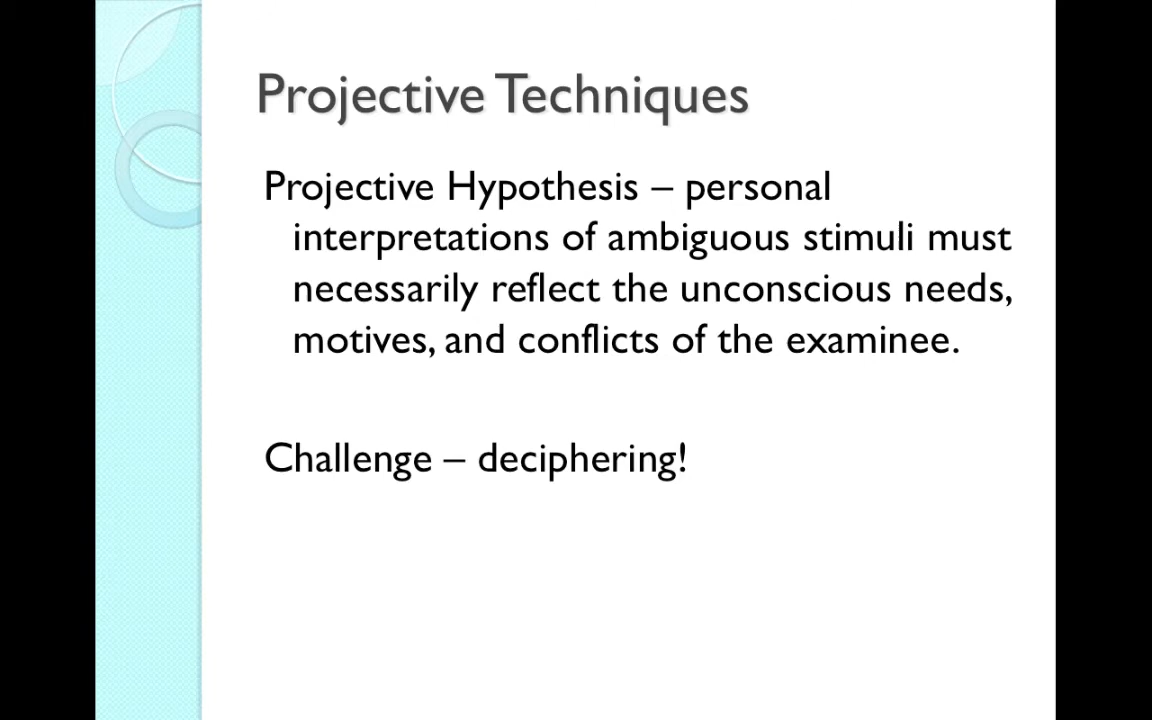 Projective Techniques
Projective Hypothesis – personal
interpretations of ambiguous stimuli must
necessarily reflect the unconscious needs,
motives, and conflicts of the examinee.
Challenge – deciphering!